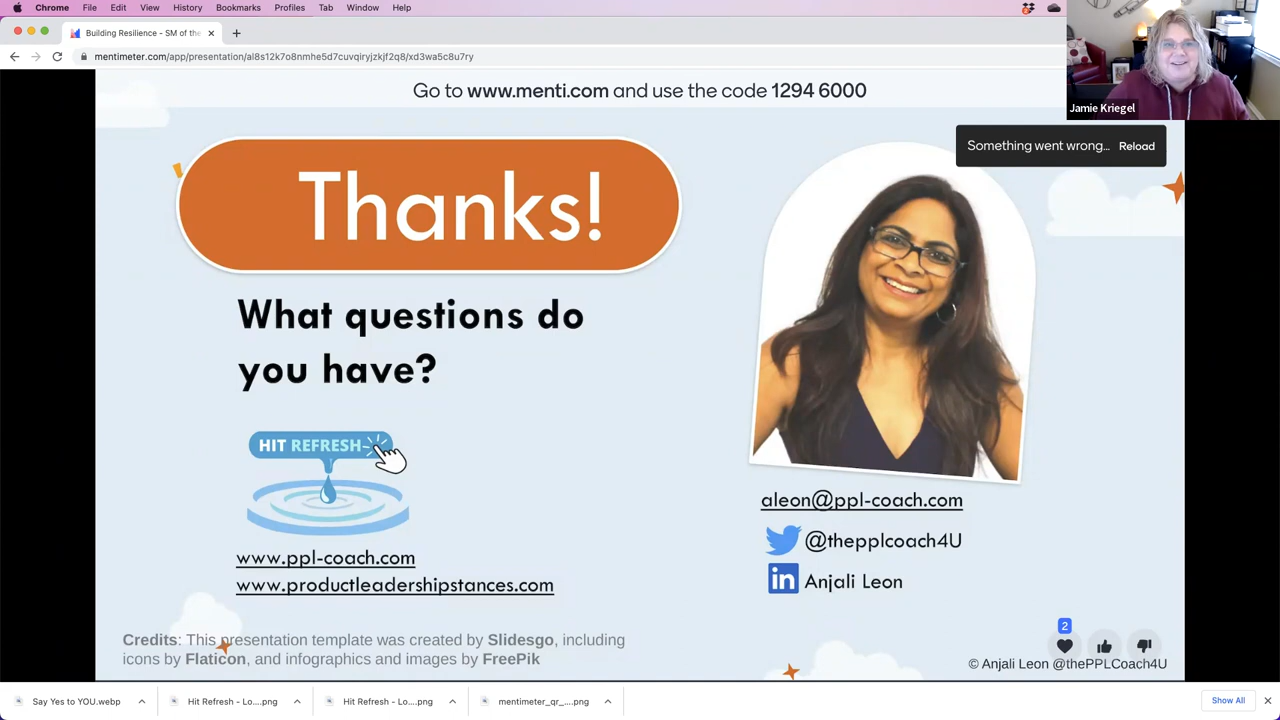 Chrome File Edit View History Bookmarks Profiles Tab Window Help
Building Resilience - SM of the
mentimeter.com/app/presentation/al8s12k7o8nmhe5d7cuvqiryjzkjf2q8/xd3wa5c8u7ry
Jamie Kriegel
Go to www.menti.com and use the code 1294 6000
Something went wrong... Reload
Thanks!
What questions do
you have?
HIT REFRESH
www.ppl-coach.com
www.productleadershipstances.com
aleon@ppl-coach.com
@thepplcoach4U
in Anjali Leon
Credits: This presentation template was created by Slidesgo, including
icons by Flaticon, and infographics and images by FreePik
2
© Anjali Leon @thePPLCoach4U
Say Yes to YOU.webp
Hit Refresh - Lo....png
Hit Refresh - Lo....png
mentimeter_qr_....png
Show All